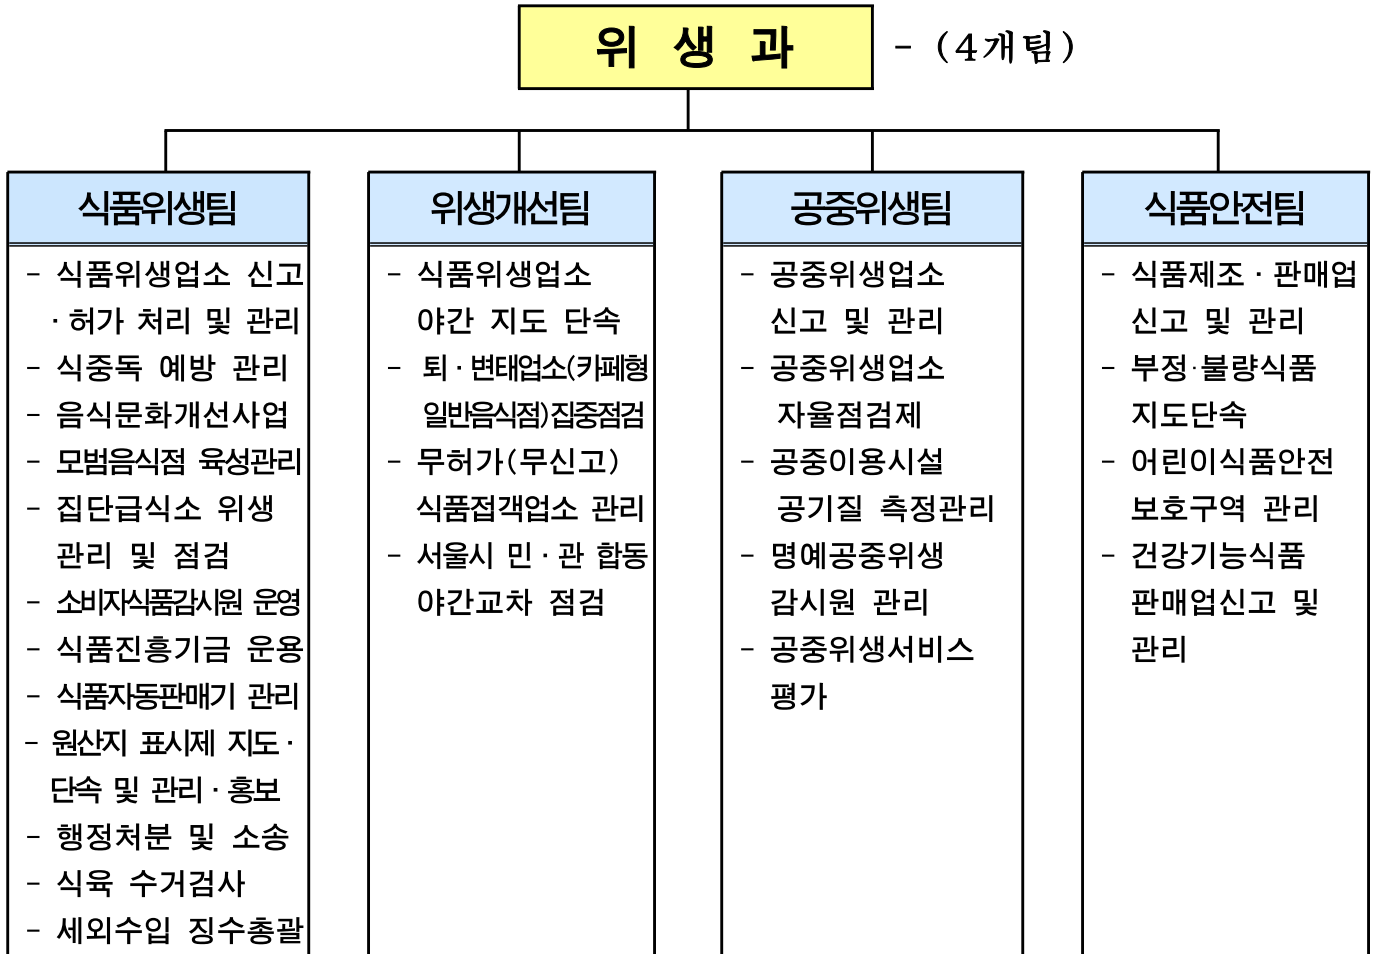 위 생 과 - (4개팀)
식품위생팀
- 식품위생업소 신고
· 허가 처리 및 관리
- 식중독 예방 관리
- 음식문화개선사업
- 모범음식점 육성관리
- 집단급식소 위생
관리 및 점검
- 소비자식품감시원 운영
- 식품진흥기금 운용
- 식품자동판매기 관리
- 원산지 표시제 지도·
단속 및 관리·홍보
- 행정처분 및 소송
- 식육 수거검사
- 세외수입 징수총괄
위생개선팀
- 식품위생업소
야간 지도 단속
- 퇴·변태업소(카페형
일반음식점)집중점검
- 무허가(무신고)
식품접객업소 관리
- 서울시 민·관 합동
야간교차 점검
공중위생팀
- 공중위생업소
신고 및 관리
- 공중위생업소
자율점검제
- 공중이용시설
공기질 측정관리
- 명예공중위생
감시원 관리
- 공중위생서비스
평가
식품안전팀
- 식품제조·판매업
신고 및 관리
- 부정·불량식품
지도단속
- 어린이식품안전
보호구역 관리
- 건강기능식품
판매업신고 및
관리